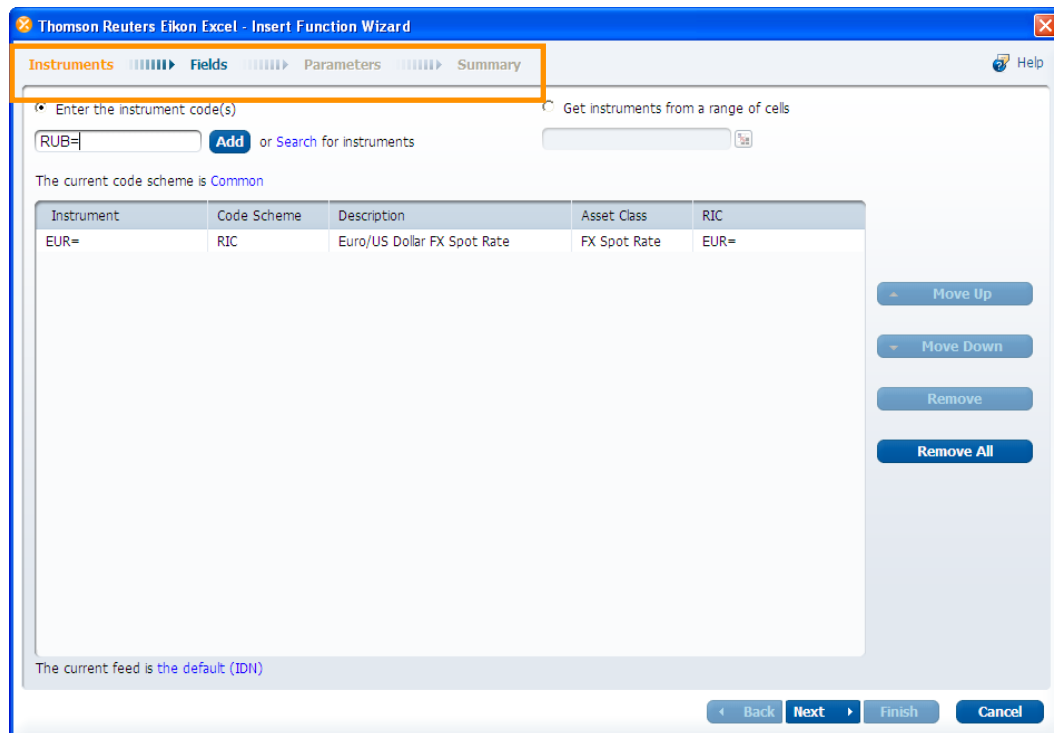 Thomson Reuters Eikon Excel - Insert Function Wizard
Instruments Fields Parameters Summary Help
Enter the instrument code(s) Get instruments from a range of cells
RUB= Add or Search for instruments
The current code scheme is Common
Instrument Code Scheme Description Asset Class RIC
EUR= RIC Euro/US Dollar FX Spot Rate FX Spot Rate EUR=
Move Up
Move Down
Remove
Remove All
The current feed is the default (IDN)
Back Next Finish Cancel